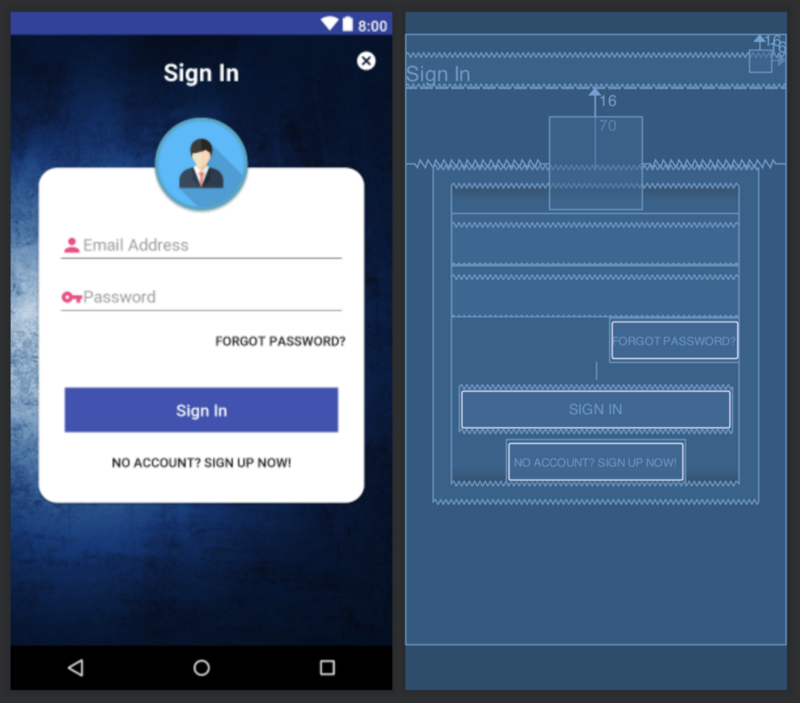 8:00
Sign In
Email Address
Password
FORGOT PASSWORD?
Sign In
NO ACCOUNT? SIGN UP NOW!
16
Sign In
16
70
FORGOT PASSWORD?
SIGN IN
NO ACCOUNT? SIGN UP NOW!